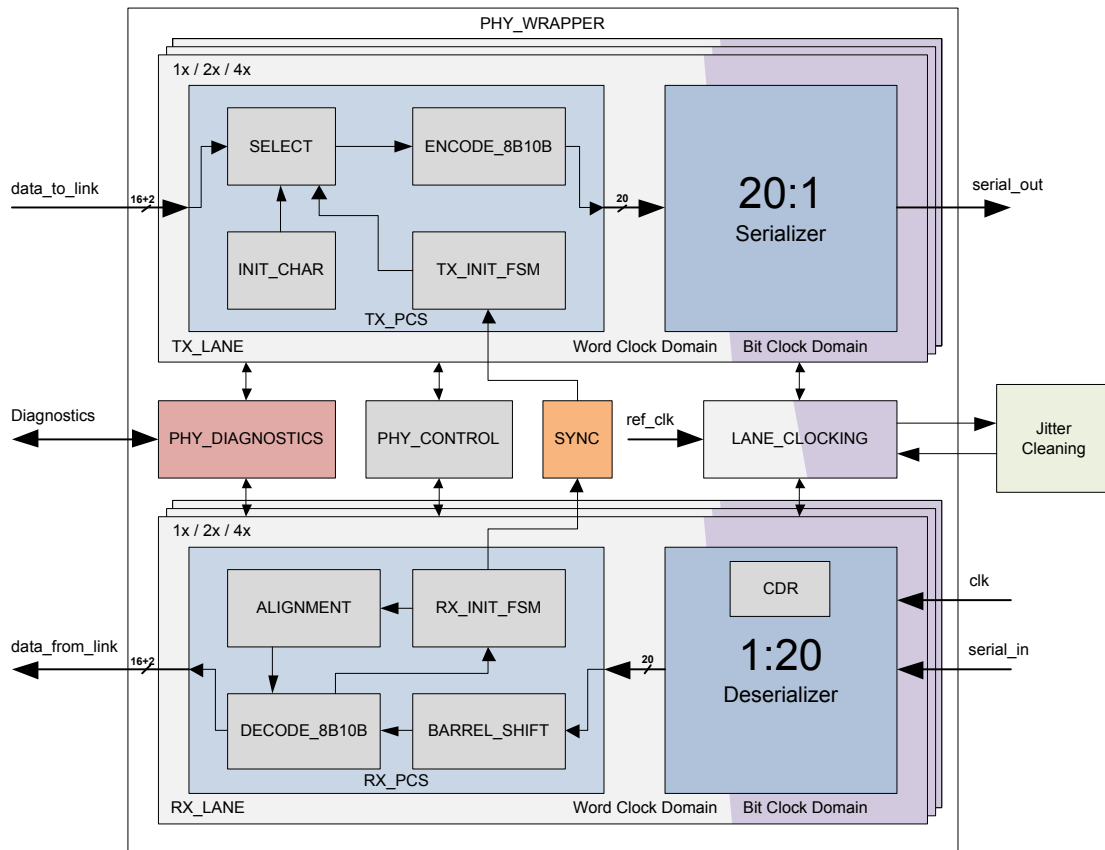 PHY_WRAPPER
1x / 2x / 4x
SELECT
ENCODE_8B10B
data_to_link
16+2
20
20:1
Serializer
serial_out
INIT_CHAR
TX_INIT_FSM
TX_PCS
TX_LANE
Word Clock Domain
Bit Clock Domain
Diagnostics
PHY_DIAGNOSTICS
PHY_CONTROL
SYNC
ref_clk
LANE_CLOCKING
Jitter
Cleaning
1x / 2x / 4x
ALIGNMENT
RX_INIT_FSM
CDR
clk
data_from_link
16+2
20
1:20
Deserializer
serial_in
DECODE_8B10B
BARREL_SHIFT
RX_PCS
RX_LANE
Word Clock Domain
Bit Clock Domain